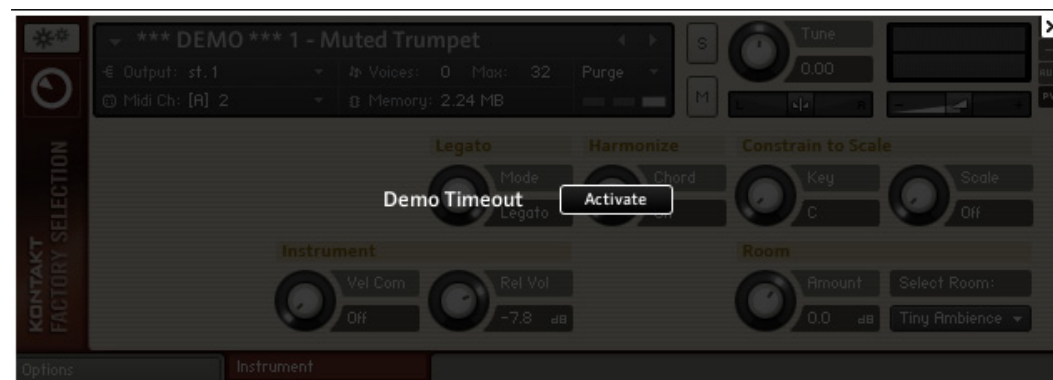 *** DEMO *** 1 - Muted Trumpet
S
Tune
0.00
Output: st.1
Voices: 0 Max: 32
Purge
Midi Ch: [A] 2
Memory: 2.24 MB
M
L
R
-
+
KONTAKT
FACTORY SELECTION
Legato
Harmonize
Constrain to Scale
Mode
Chord
Key
Scale
Demo Timeout
Activate
Legato
C
Off
Instrument
Room
Vel Com
Rel Vol
Amount
Select Room:
Off
-7.8 dB
0.0 dB
Tiny Ambience
Options
Instrument